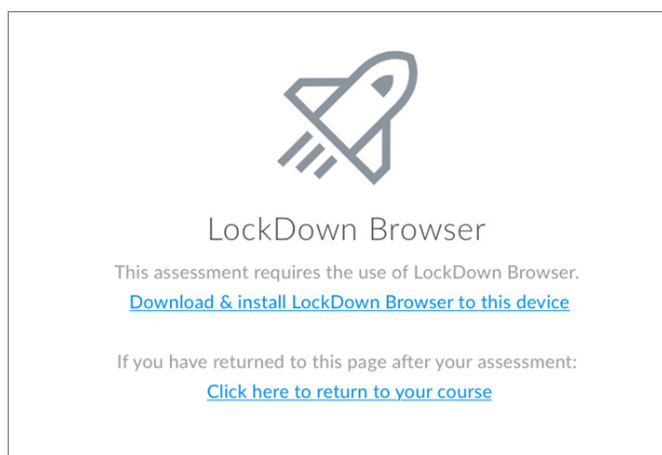 LockDown Browser
This assessment requires the use of LockDown Browser.
Download & install LockDown Browser to this device
If you have returned to this page after your assessment:
Click here to return to your course